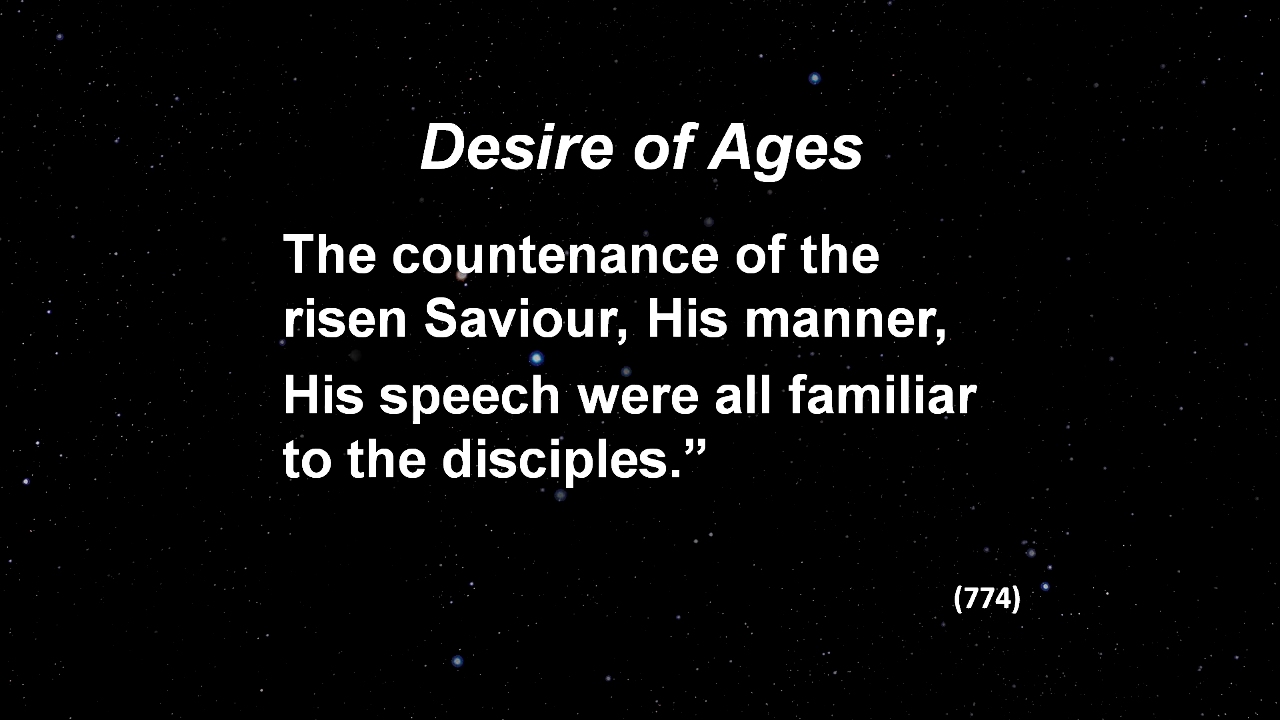 Desire of Ages
The countenance of the
risen Saviour, His manner,
His speech were all familiar
to the disciples.”
(774)